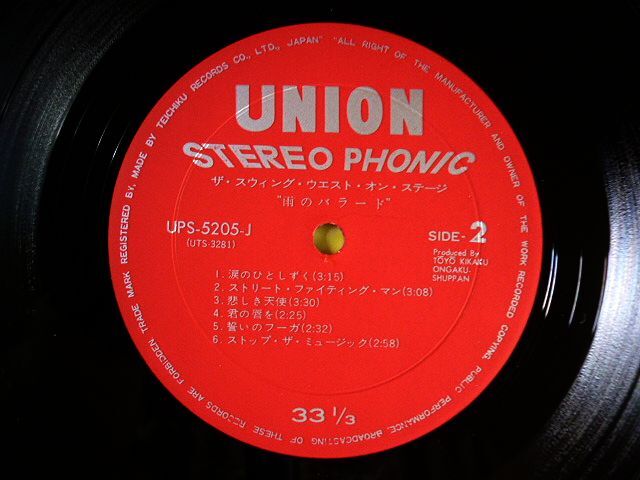 TRADE MARK REGISTERED BY. MADE BY TEICHIKU RECORDS CO., LTD., JAPAN" "ALL RIGHT OF THE MANUFACTURER AND OWNER OF THE WORK RECORDED COPYING PUBLIC PERFORMANCE BROADCASTING OF THESE RECORDS ARE FORBIDDEN
UNION
STEREO PHONIC
ザ・スウィング・ウエスト・オン・ステージ
"雨のバラード"
UPS-5205-J
(UTS-3281)
SIDE-2
Produced By
TOYO KIKAKU
ONGAKU-
SHUPPAN
1. 涙のひとしずく(3:15)
2. ストリート・ファイティング・マン(3:08)
3. 悲しき天使(3:30)
4. 君の唇を(2:25)
5. 誓いのフーガ(2:32)
6. ストップ・ザ・ミュージック(2:58)
33 1/3